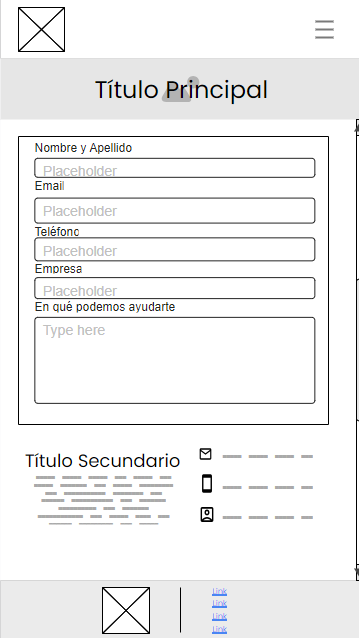 Título Principal
Nombre y Apellido
Placeholder
Email
Placeholder
Teléfono
Placeholder
Empresa
Placeholder
En qué podemos ayudarte
Type here
Título Secundario
Link
Link
Link
Link